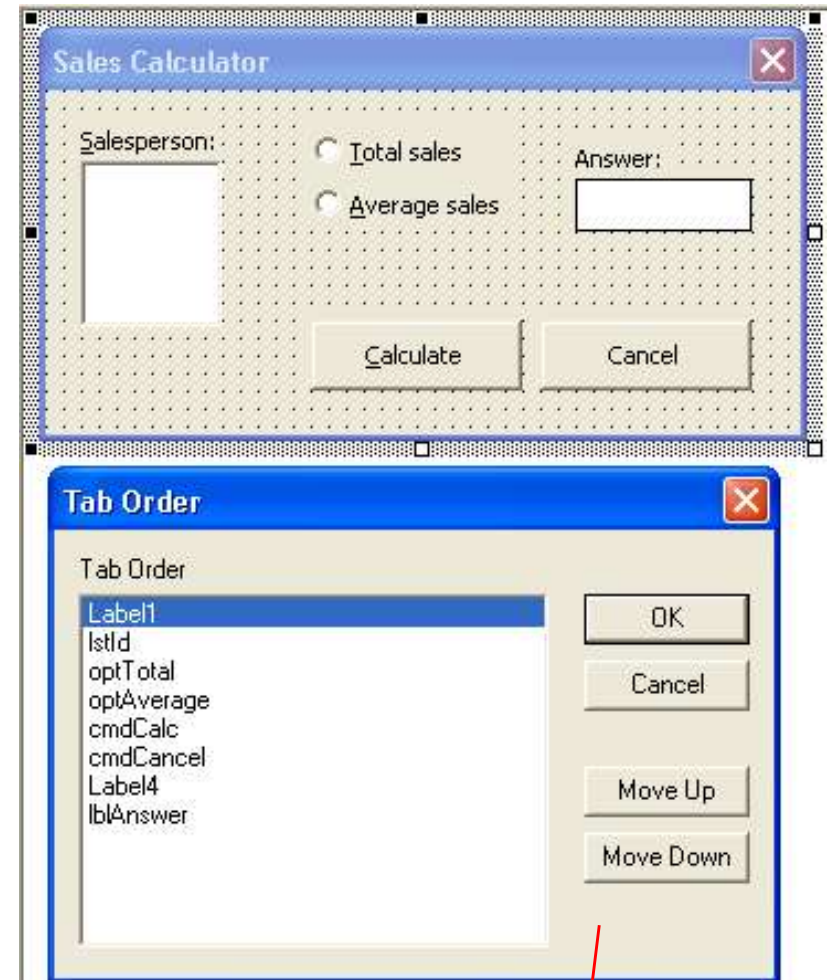 Sales Calculator
Salesperson:
Total sales
Average sales
Answer:
Calculate
Cancel
Tab Order
Tab Order
Label1
lstId
optTotal
optAverage
cmdCalc
cmdCancel
Label4
lblAnswer
OK
Cancel
Move Up
Move Down